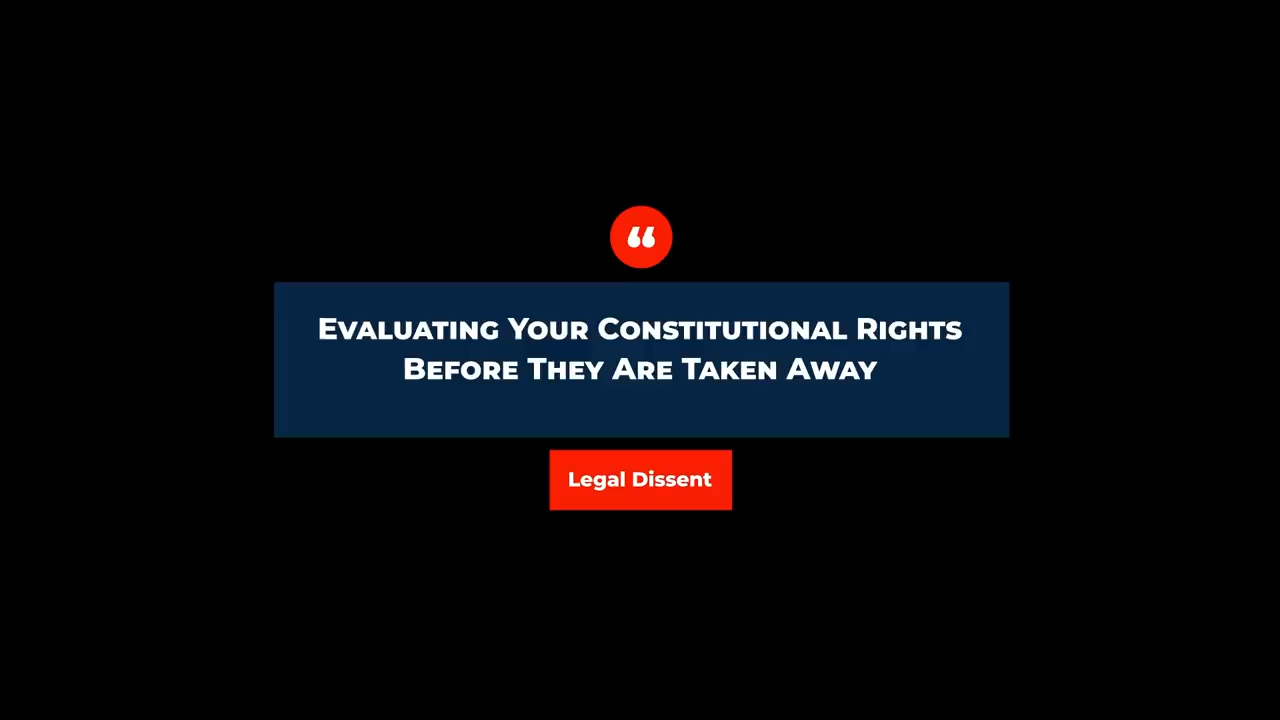 “
Evaluating Your Constitutional Rights
Before They Are Taken Away
Legal Dissent